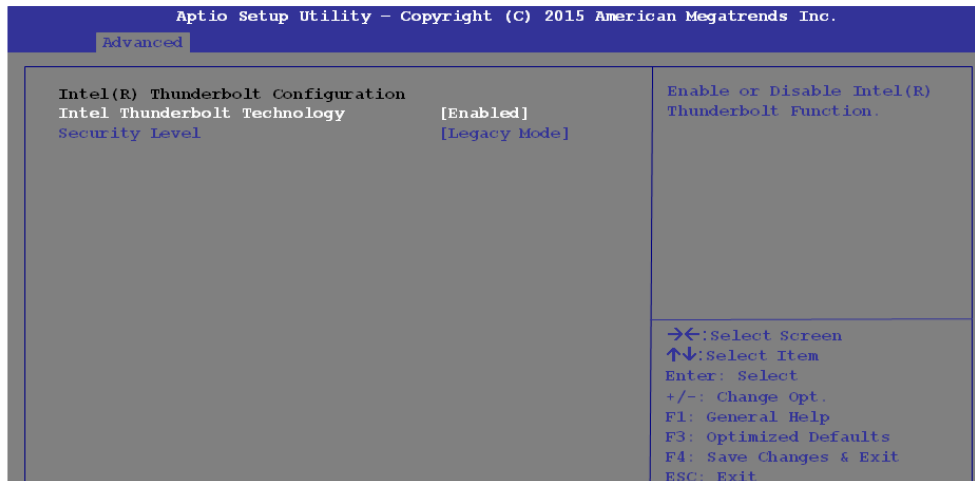 Aptio Setup Utility – Copyright (C) 2015 American Megatrends Inc.
Advanced
Intel(R) Thunderbolt Configuration
Intel Thunderbolt Technology [Enabled]
Security Level [Legacy Mode]
Enable or Disable Intel(R)
Thunderbolt Function.
→←:Select Screen
↑↓:Select Item
Enter: Select
+/-: Change Opt.
F1: General Help
F3: Optimized Defaults
F4: Save Changes & Exit
ESC: Exit